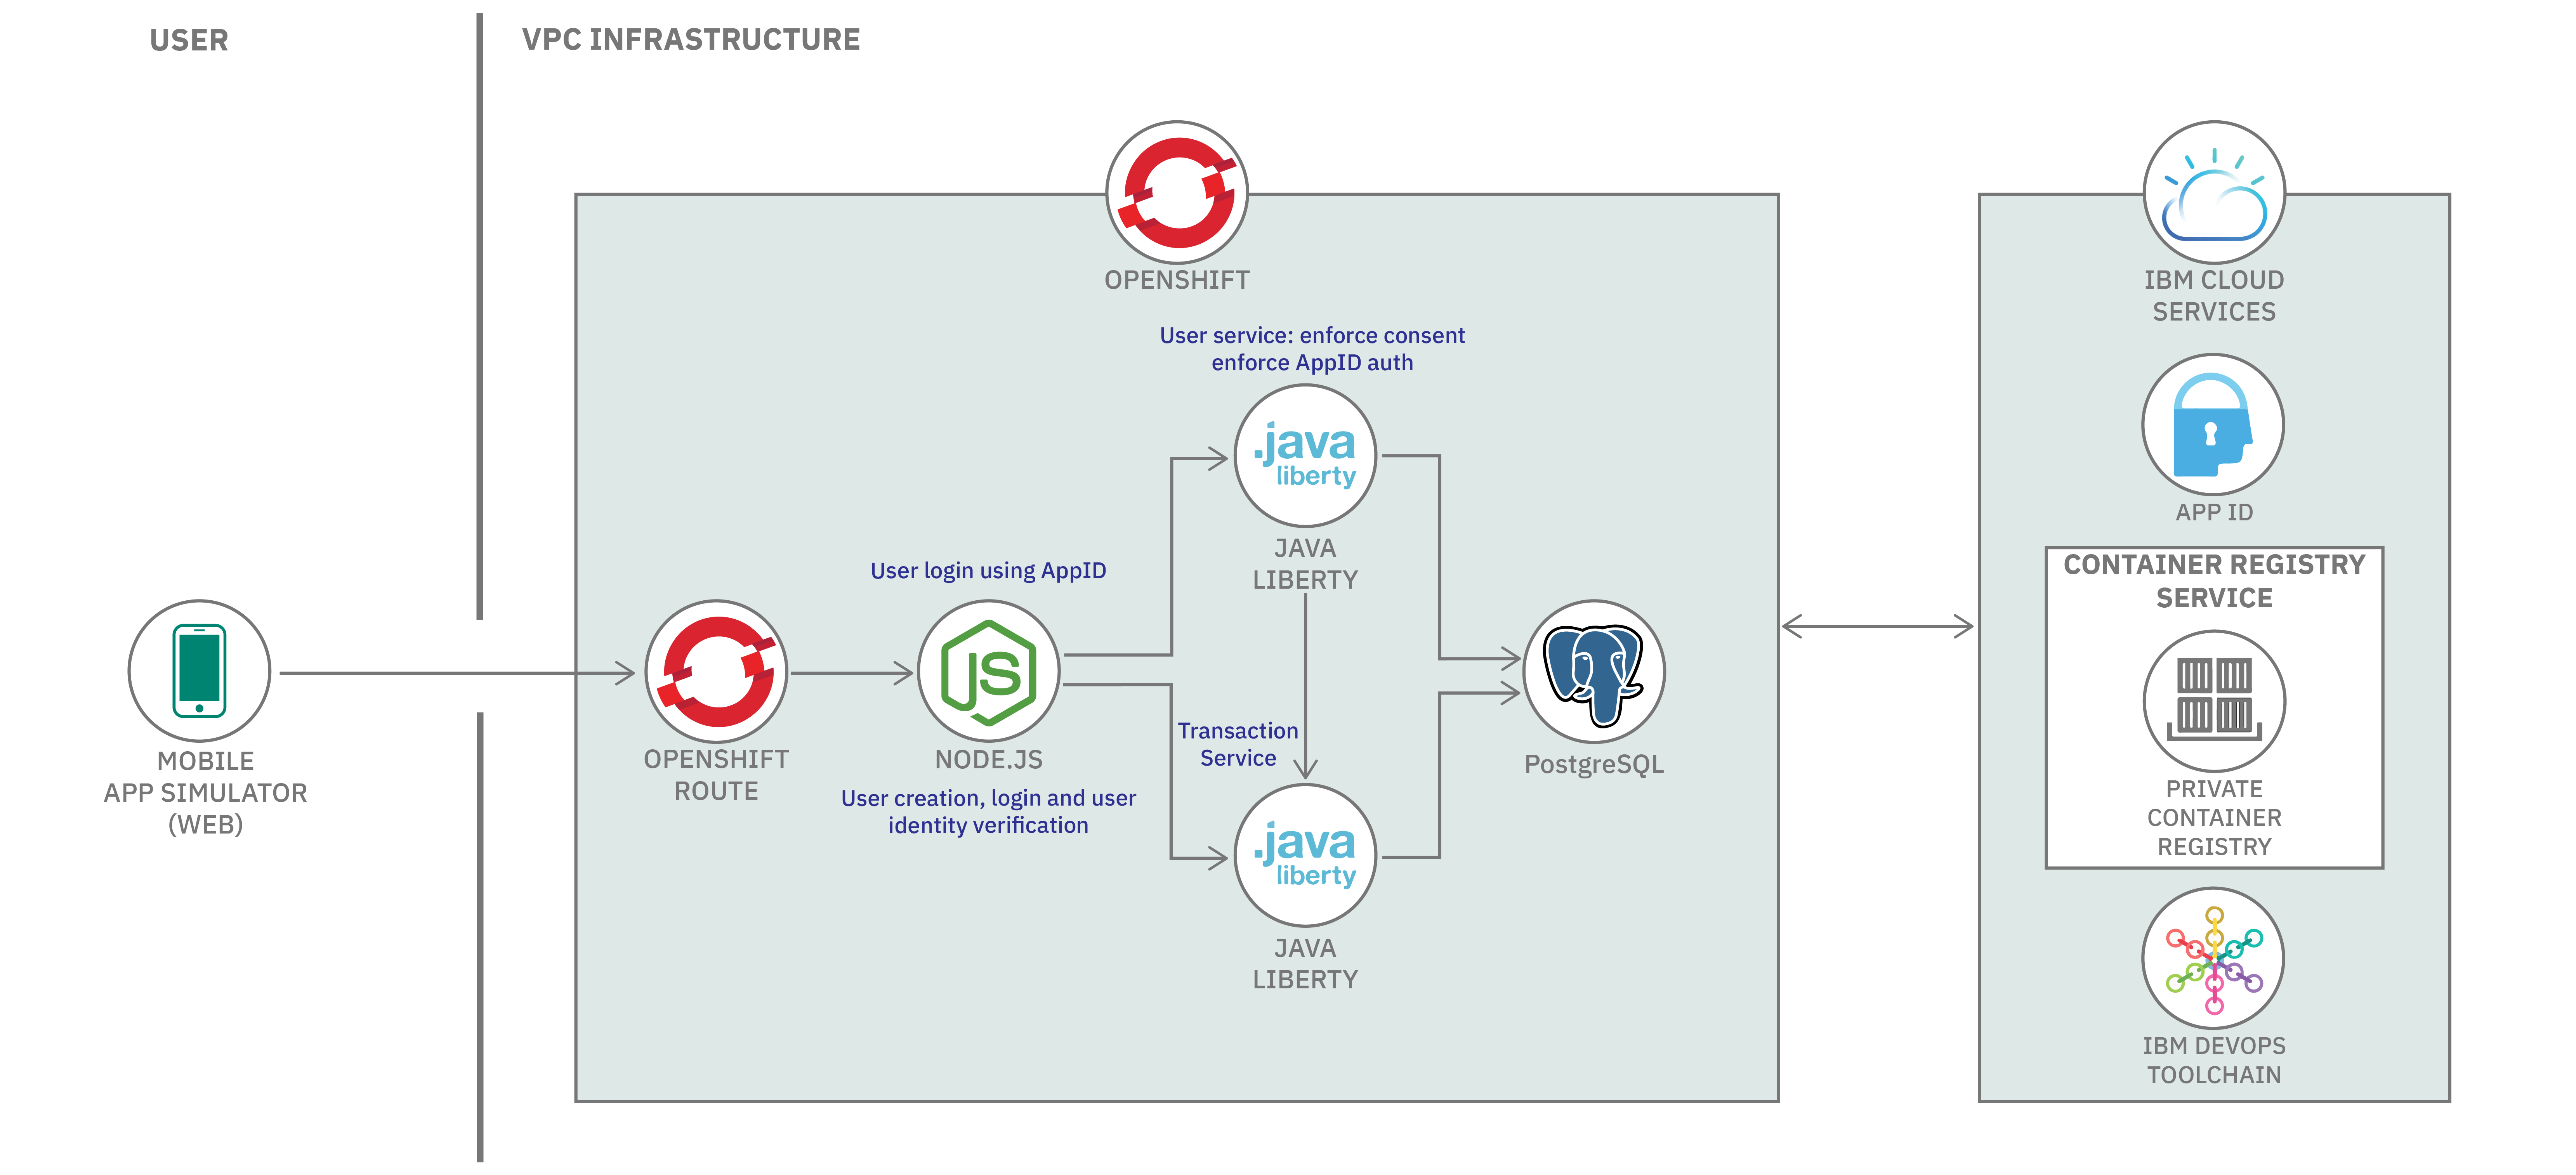 USER
VPC INFRASTRUCTURE
OPENSHIFT
User service: enforce consent
enforce AppID auth
.java
liberty
JAVA
LIBERTY
User login using AppID
JS
NODE.JS
User creation, login and user
identity verification
MOBILE
APP SIMULATOR
(WEB)
OPENSHIFT
ROUTE
Transaction
Service
.java
liberty
JAVA
LIBERTY
PostgreSQL
IBM CLOUD
SERVICES
APP ID
CONTAINER REGISTRY
SERVICE
PRIVATE
CONTAINER
REGISTRY
IBM DEVOPS
TOOLCHAIN